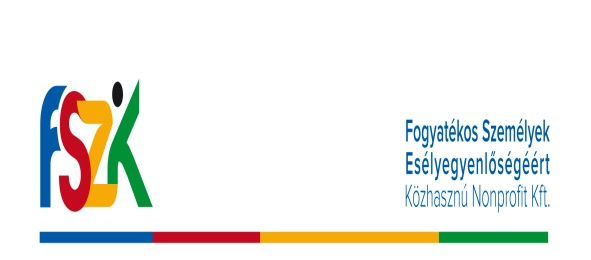 fSZK
Fogyatékos Személyek
Esélyegyenlőségéért
Közhasznú Nonprofit Kft.